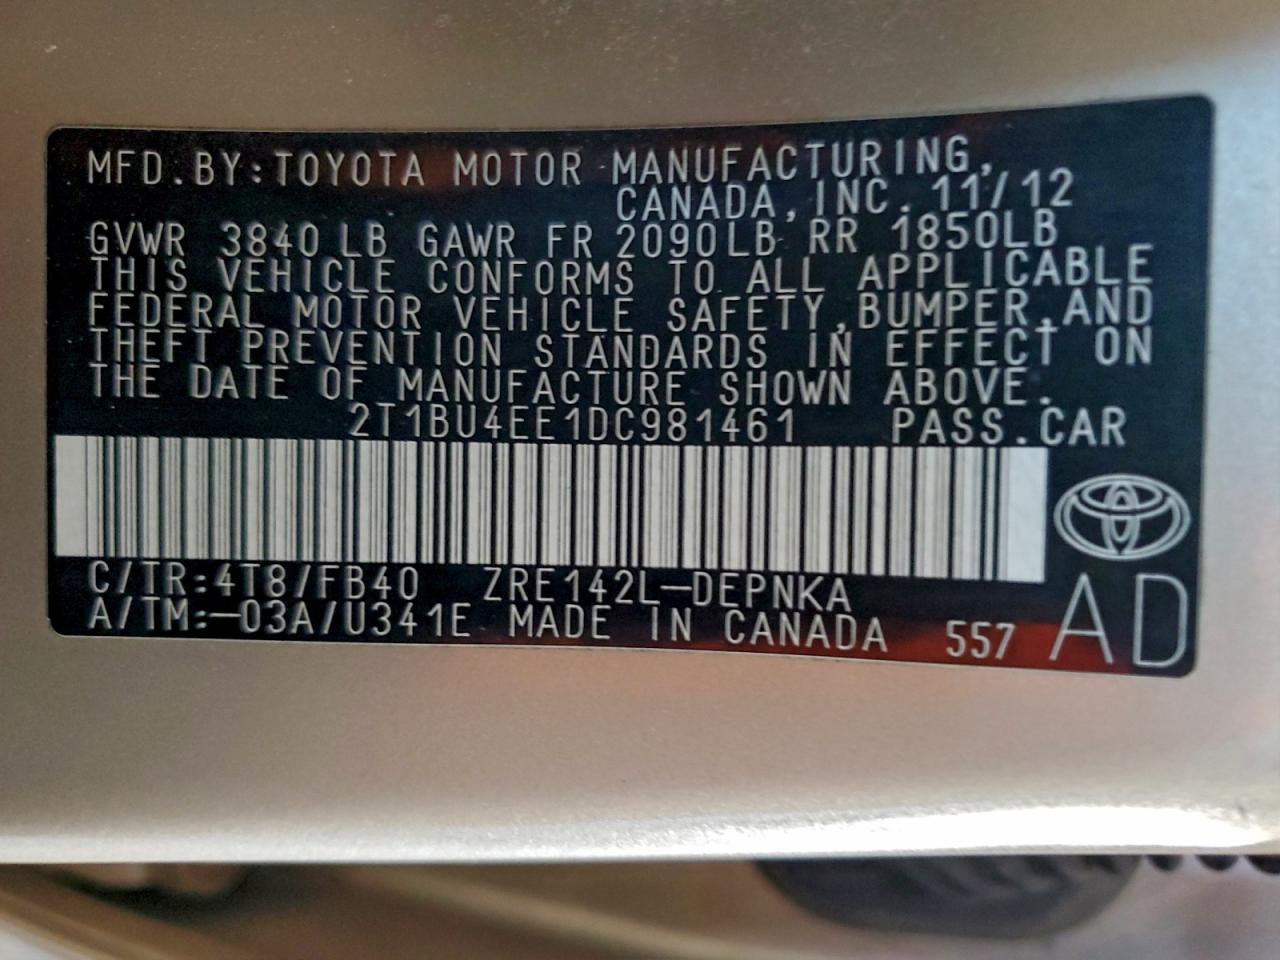 MFD.BY:TOYOTA MOTOR MANUFACTURING,
CANADA,INC. 11/12
GVWR 3840LB GAWR FR 2090LB RR 1850LB
THIS VEHICLE CONFORMS TO ALL APPLICABLE
FEDERAL MOTOR VEHICLE SAFETY,BUMPER,AND
THEFT PREVENTION STANDARDS IN EFFECT ON
THE DATE OF MANUFACTURE SHOWN ABOVE.
2T1BU4EE1DC981461 PASS.CAR
C/TR:4T8/FB40 ZRE142L-DEPNKA
A/TM:-03A/U341E MADE IN CANADA 557 AD